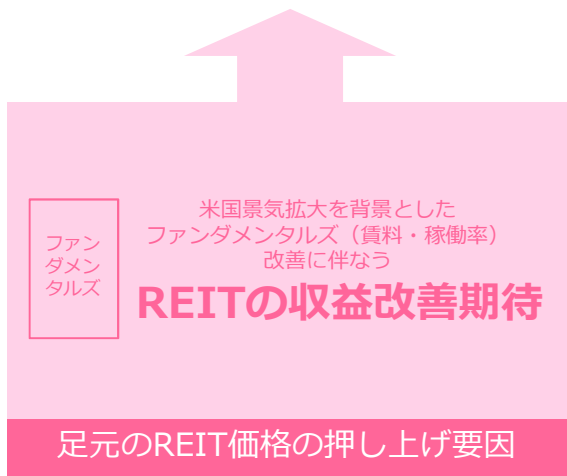 ファン
ダメン
タルズ
米国景気拡大を背景とした
ファンダメンタルズ（賃料・稼働率）
改善に伴なう
REITの収益改善期待
足元のREIT価格の押し上げ要因